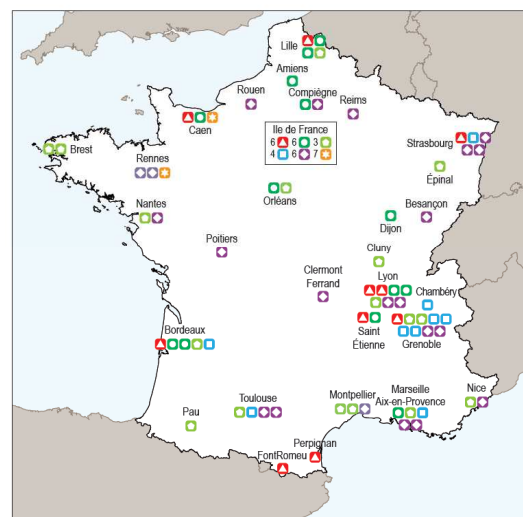 Lille
Amiens
Rouen
Compiègne
Reims
Caen
Ile de France
6 6 3
4 6 7
Strasbourg
Brest
Rennes
Épinal
Orléans
Nantes
Besançon
Dijon
Poitiers
Cluny
Clermont
Ferrand
Lyon
Chambéry
Saint
Étienne
Grenoble
Bordeaux
Toulouse
Montpellier
Marseille
Aix-en-Provence
Nice
Pau
Perpignan
FontRomeu